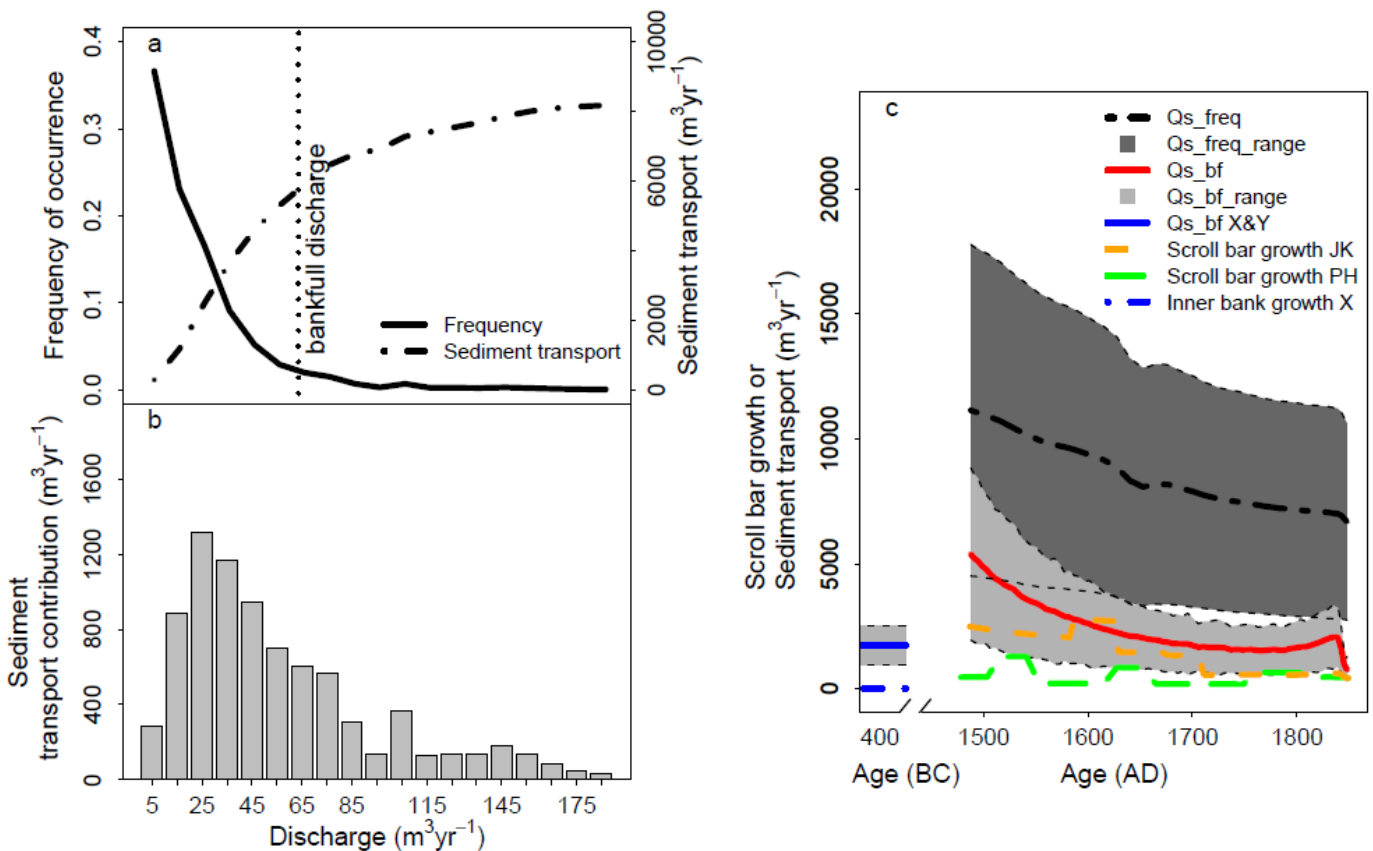 a
Frequency of occurrence
0.0 0.1 0.2 0.3 0.4
bankfull discharge
Frequency
Sediment transport
0 2000 6000 10000
Sediment transport (m³yr⁻¹)
b
Sediment
transport contribution (m³yr⁻¹)
0 400 800 1200 1600
5 25 45 65 85 115 145 175
Discharge (m³yr⁻¹)
c
Qs_freq
Qs_freq_range
Qs_bf
Qs_bf_range
Qs_bf X&Y
Scroll bar growth JK
Scroll bar growth PH
Inner bank growth X
Scroll bar growth or
Sediment transport (m³yr⁻¹)
0 5000 10000 15000 20000
400 1500 1600 1700 1800
Age (BC) Age (AD)